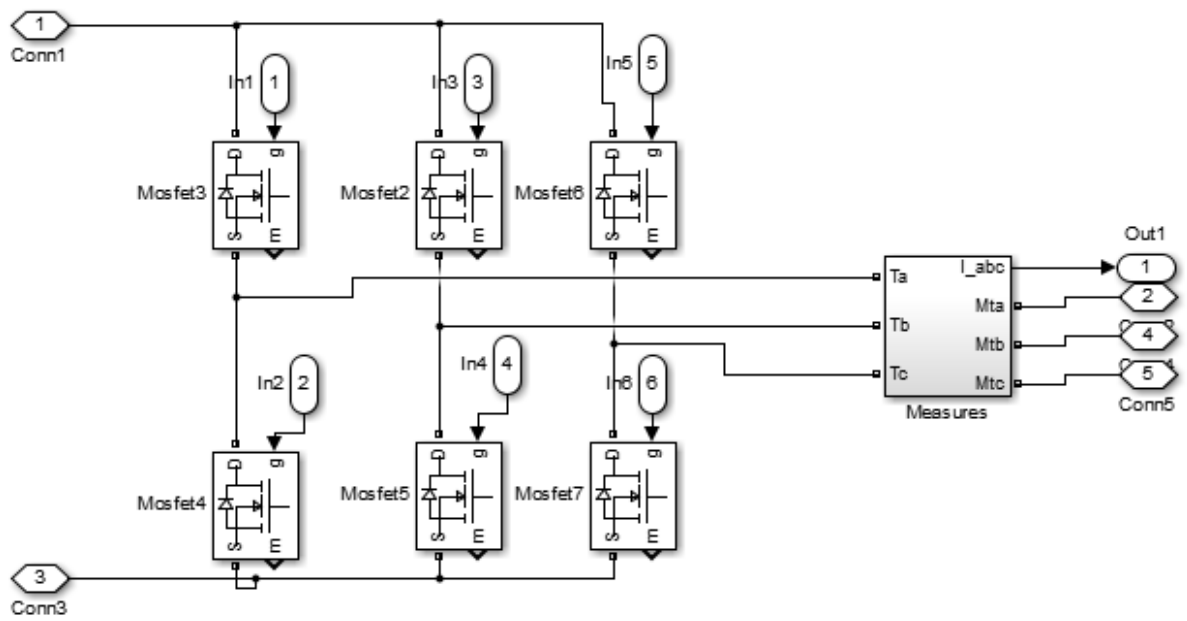 1
Conn1
In1
1
In3
3
In5
5
D
g
D
g
D
g
Mosfet3
Mosfet2
Mosfet6
S
m
S
m
S
m
Out1
1
Ta
I_abc
2
Mta
Tb
4
Mtb
Tc
5
Mtc
Conn5
Measures
In2
2
In4
4
In6
6
D
g
D
g
D
g
Mosfet4
Mosfet5
Mosfet7
S
m
S
m
S
m
3
Conn3